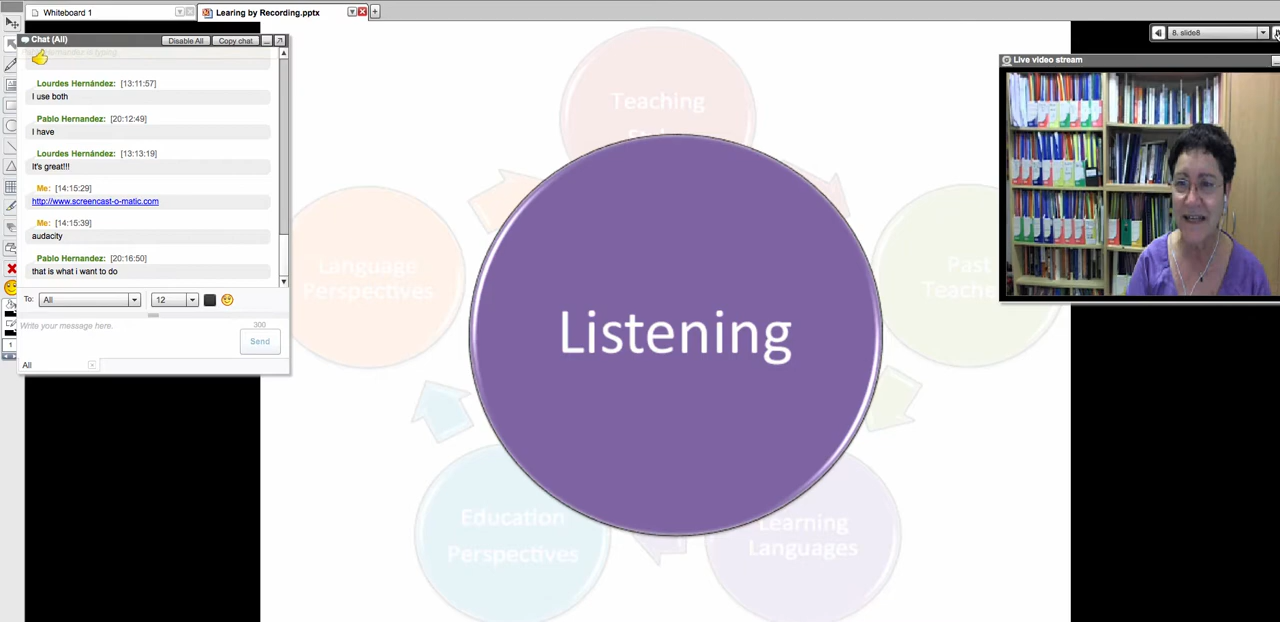 Whiteboard 1
Learing by Recording.pptx
Chat (All)
Disable All
Copy chat
Lourdes Hernández: [13:11:57]
I use both
Pablo Hernandez: [20:12:49]
I have
Lourdes Hernández: [13:13:19]
It's great!!!
Me: [14:15:29]
http://www.screencast-o-matic.com
Me: [14:15:39]
audacity
Pablo Hernandez: [20:16:50]
that is what i want to do
To: All 12
Write your message here.
300
Send
All
1
8. slide8
Live video stream
Teaching
Language
Perspectives
Past
Listening
Education
Perspectives
Learning
Languages